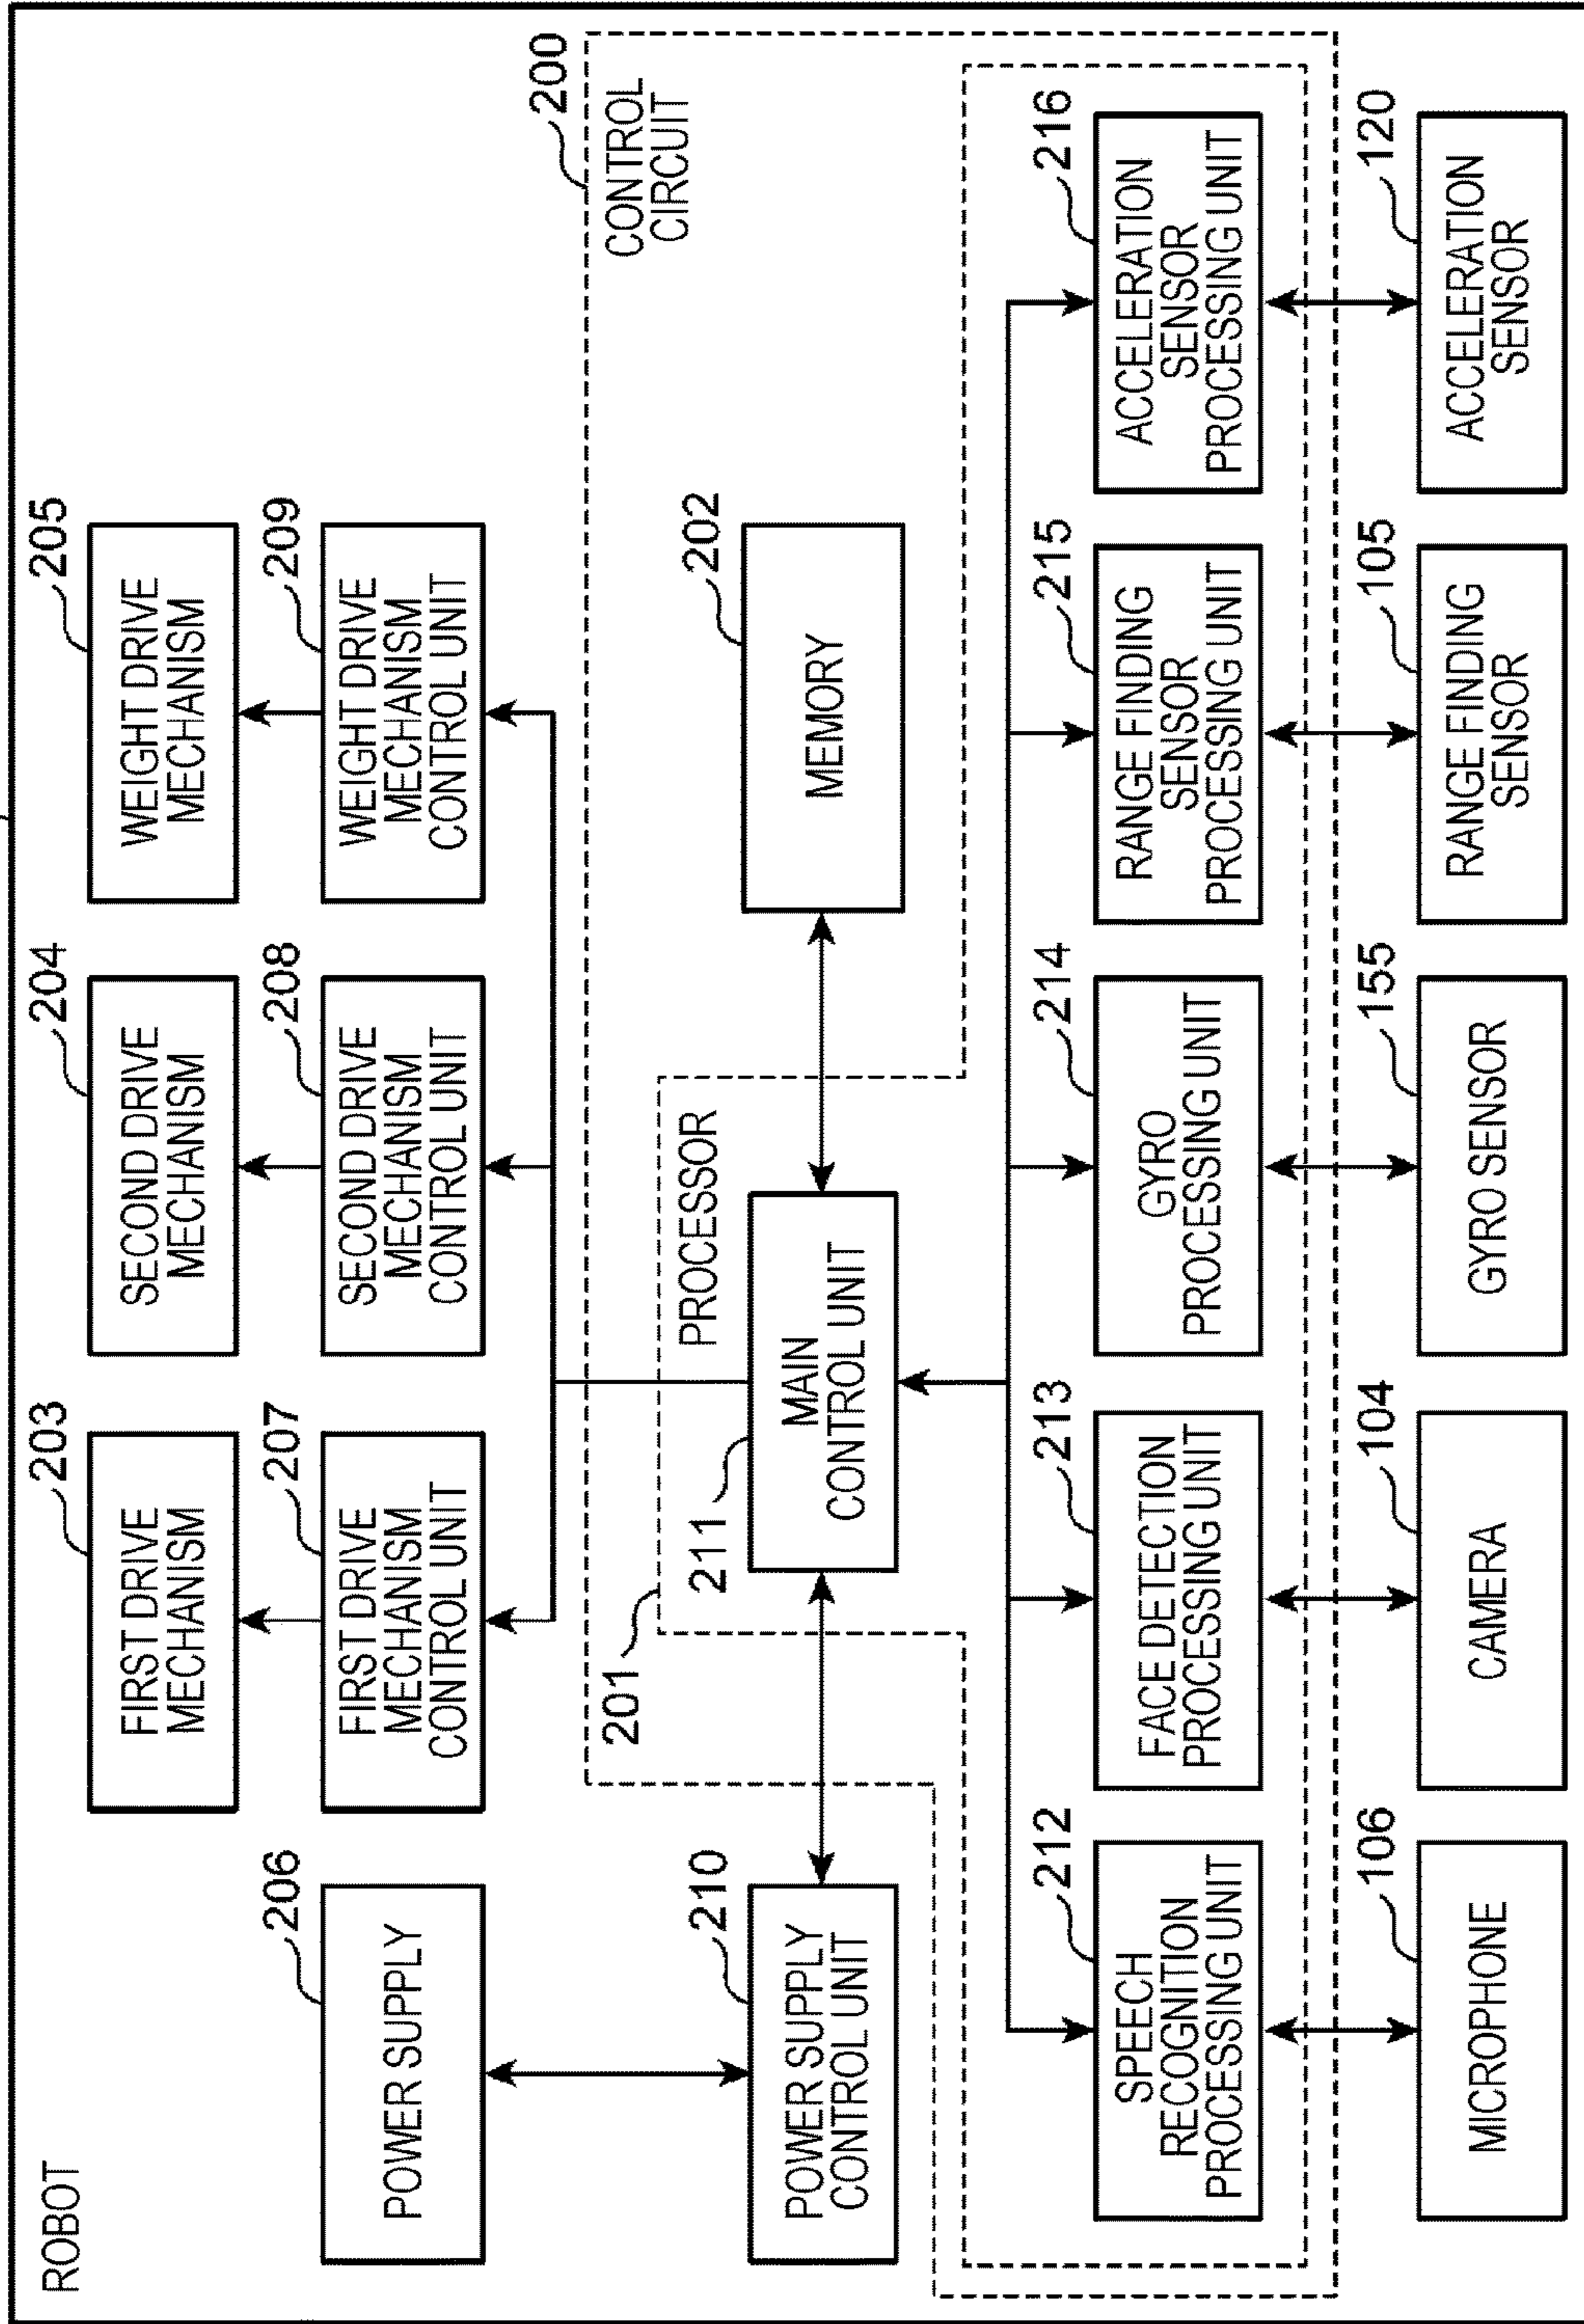 ROBOT
203
FIRST DRIVE
MECHANISM
204
SECOND DRIVE
MECHANISM
205
WEIGHT DRIVE
MECHANISM
206
POWER SUPPLY
207
FIRST DRIVE
MECHANISM
CONTROL UNIT
208
SECOND DRIVE
MECHANISM
CONTROL UNIT
209
WEIGHT DRIVE
MECHANISM
CONTROL UNIT
200
CONTROL
CIRCUIT
201
PROCESSOR
210
POWER SUPPLY
CONTROL UNIT
211
MAIN
CONTROL UNIT
202
MEMORY
212
SPEECH
RECOGNITION
PROCESSING UNIT
213
FACE DETECTION
PROCESSING UNIT
214
GYRO
PROCESSING UNIT
215
RANGE FINDING
SENSOR
PROCESSING UNIT
216
ACCELERATION
SENSOR
PROCESSING UNIT
106
MICROPHONE
104
CAMERA
155
GYRO SENSOR
105
RANGE FINDING
SENSOR
120
ACCELERATION
SENSOR